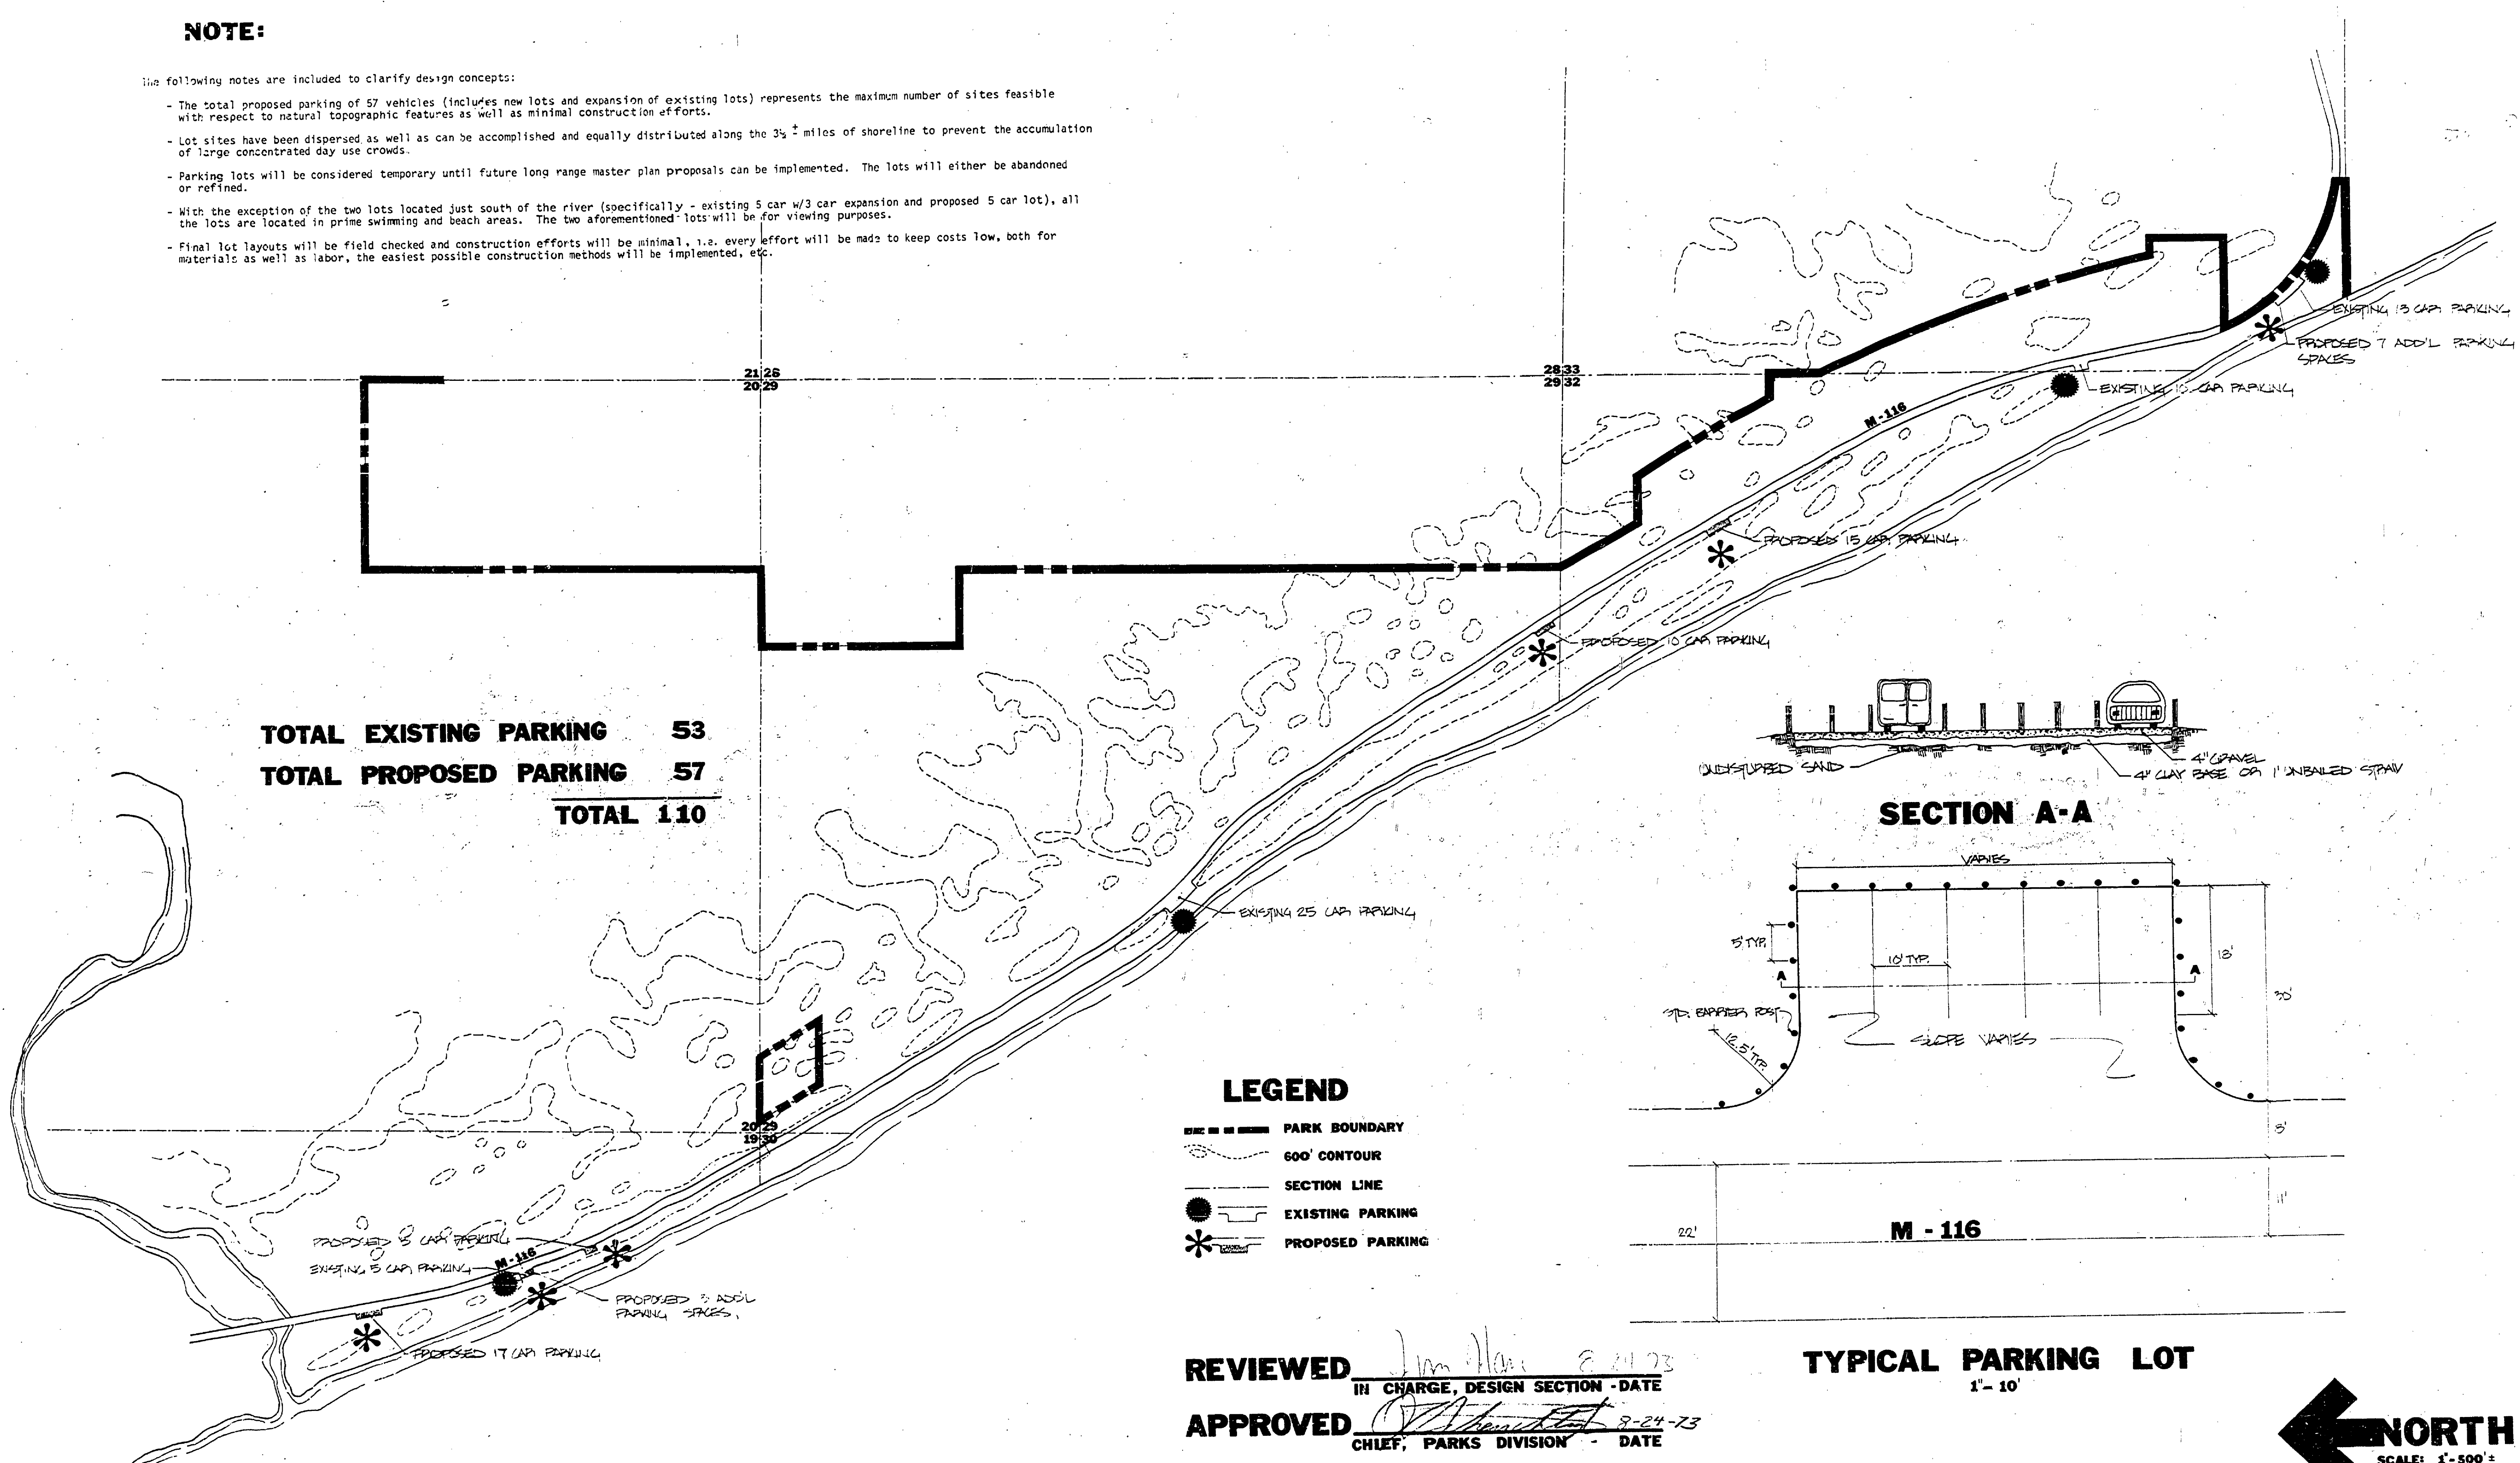 NOTE:
The following notes are included to clarify design concepts:
- The total proposed parking of 57 vehicles (includes new lots and expansion of existing lots) represents the maximum number of sites feasible
with respect to natural topographic features as well as minimal construction efforts.
- Lot sites have been dispersed as well as can be accomplished and equally distributed along the 3½ ± miles of shoreline to prevent the accumulation
of large concentrated day use crowds.
- Parking lots will be considered temporary until future long range master plan proposals can be implemented. The lots will either be abandoned
or refined.
- With the exception of the two lots located just south of the river (specifically - existing 5 car w/3 car expansion and proposed 5 car lot), all
the lots are located in prime swimming and beach areas. The two aforementioned lots will be for viewing purposes.
- Final lot layouts will be field checked and construction efforts will be minimal, i.e. every effort will be made to keep costs low, both for
materials as well as labor, the easiest possible construction methods will be implemented, etc.
EXISTING 13 CAR PARKING
PROPOSED 7 ADD'L PARKING
SPACES
21 28
20 29
28 33
29 32
EXISTING 10 CAR PARKING
M-116
PROPOSED 15 CAR PARKING
PROPOSED 10 CAR PARKING
TOTAL EXISTING PARKING 53
TOTAL PROPOSED PARKING 57
TOTAL 110
UNDISTURBED SAND
4" GRAVEL
4" CLAY BASE OR 1' UNBAILED STRAW
SECTION A-A
VARIES
EXISTING 25 CAR PARKING
5' TYP.
10' TYP.
18'
A
A
30'
STD. BARRIER POST
12.5' TYP.
SLOPE VARIES
LEGEND
PARK BOUNDARY
600' CONTOUR
SECTION LINE
EXISTING PARKING
PROPOSED PARKING
20 29
19 30
8'
11'
22'
M - 116
PROPOSED 5 CAR PARKING
M-116
EXISTING 5 CAR PARKING
PROPOSED 3 ADD'L
PARKING SPACES
PROPOSED 17 CAR PARKING
REVIEWED
IN CHARGE, DESIGN SECTION - DATE
APPROVED 8-24-73
CHIEF, PARKS DIVISION - DATE
TYPICAL PARKING LOT
1"- 10'
NORTH
SCALE: 1"-500'±